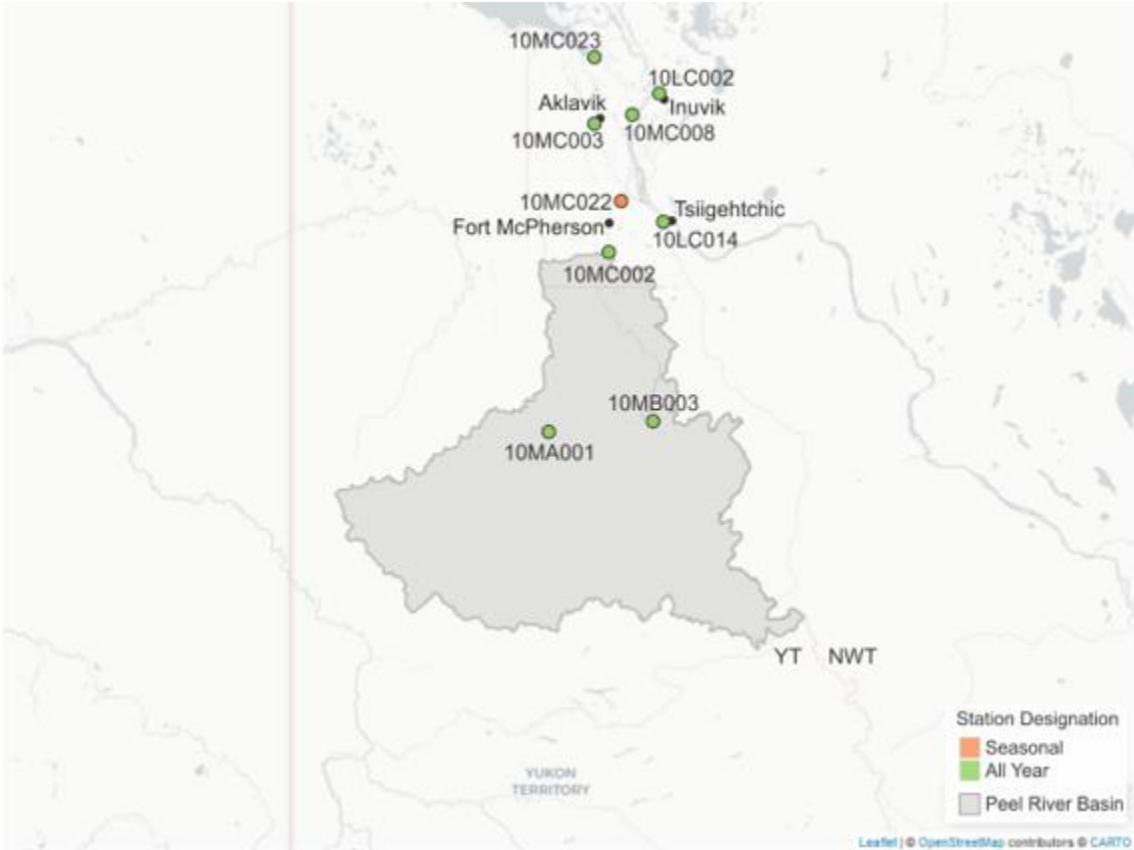 10MC023
10LC002
Aklavik
Inuvik
10MC003
10MC008
10MC022
Tsiigehtchic
Fort McPherson
10LC014
10MC002
10MB003
10MA001
YT NWT
Station Designation
Seasonal
All Year
Peel River Basin
YUKON
TERRITORY
Leaflet | © OpenStreetMap contributors © CARTO